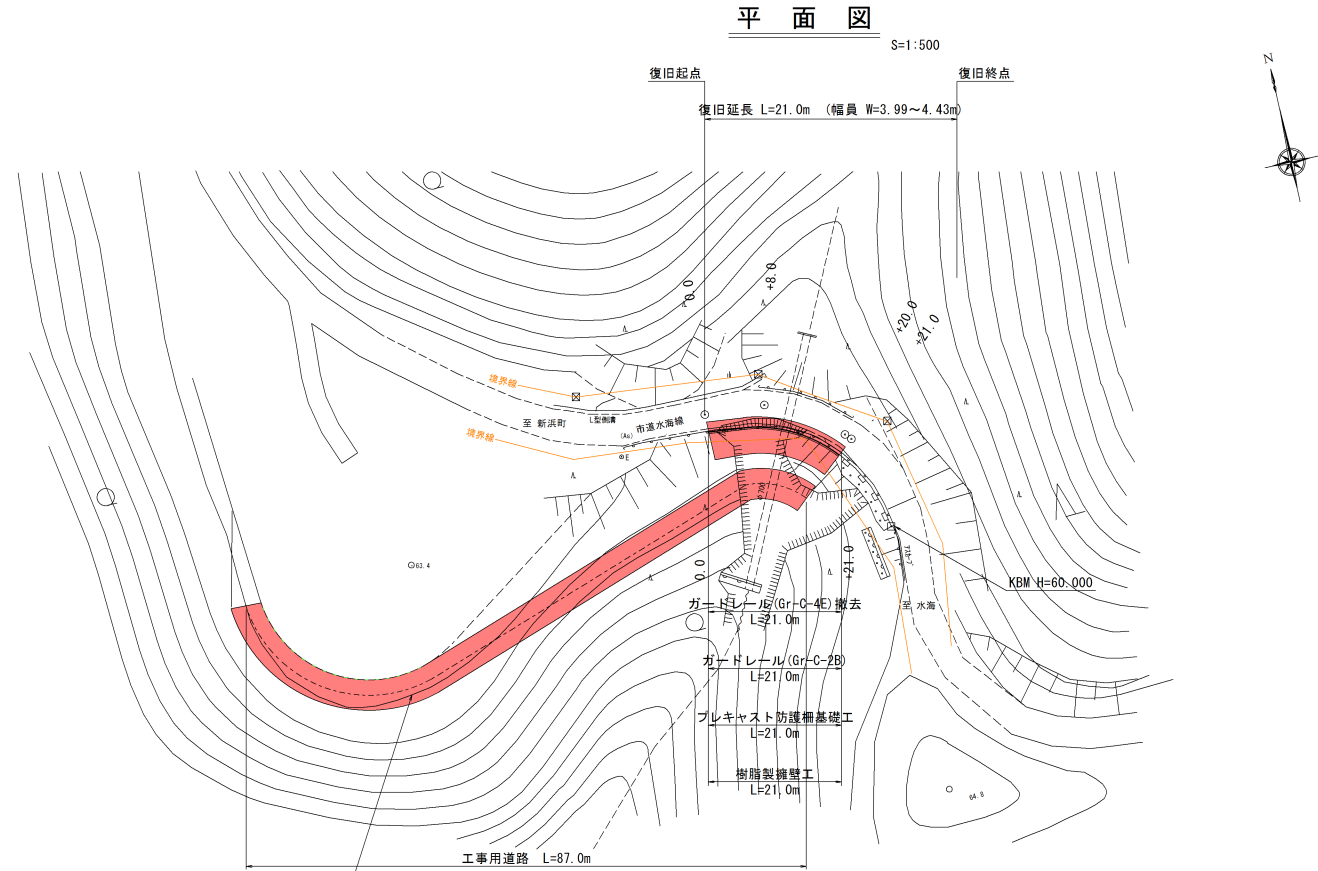 平面図
S=1:500
N
復旧起点
復旧終点
復旧延長 L=21.0m (幅員 W=3.99～4.43m)
0.0
+8.0
+20.0
+21.0
境界線
至 新浜町
L型側溝
市道水海線
(As)
境界線
E
φ700
63.4
0.0
+21.0
KBM H=60.000
至 水海
ガードレール(Gr-C-4E)撤去
L=21.0m
ガードレール(Gr-C-2B)
L=21.0m
プレキャスト防護柵基礎工
L=21.0m
樹脂製擁壁工
L=21.0m
64.8
工事用道路 L=87.0m